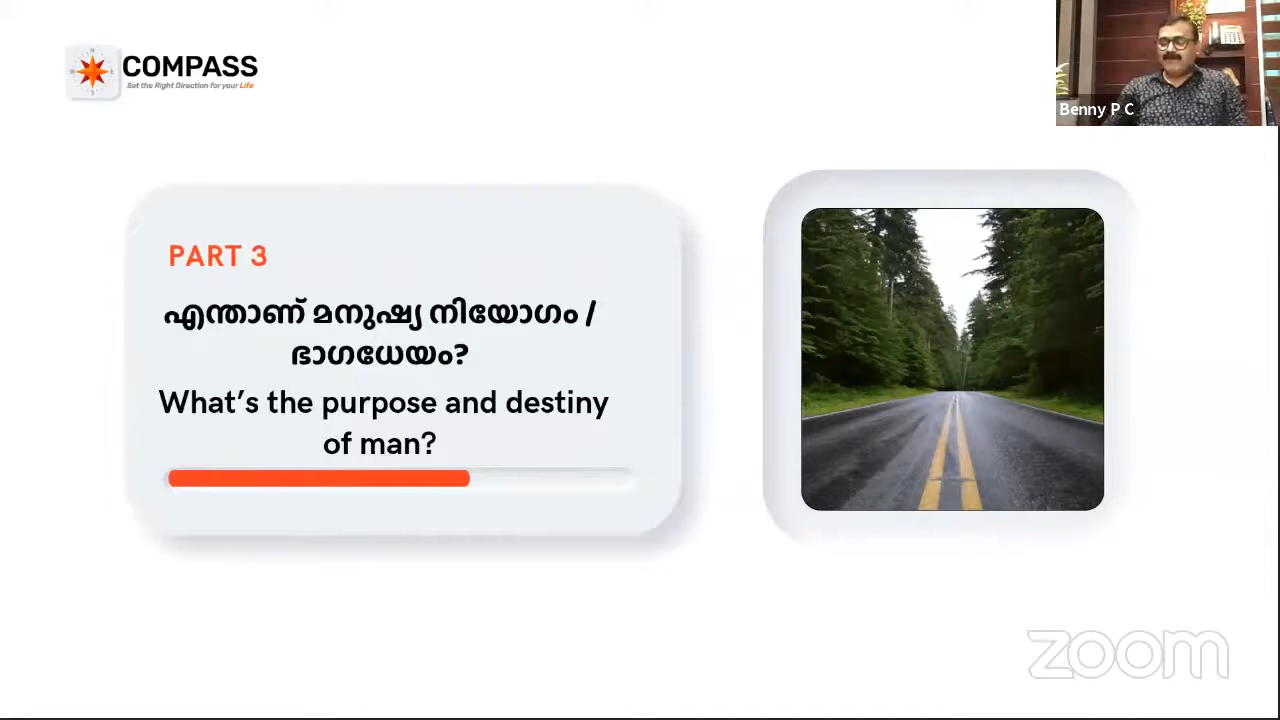 COMPASS
Set the Right Direction for your Life
Benny P C
PART 3
എന്താണ് മനുഷ്യ നിയോഗം /
ഭാഗധേയം?
What's the purpose and destiny
of man?
zoom